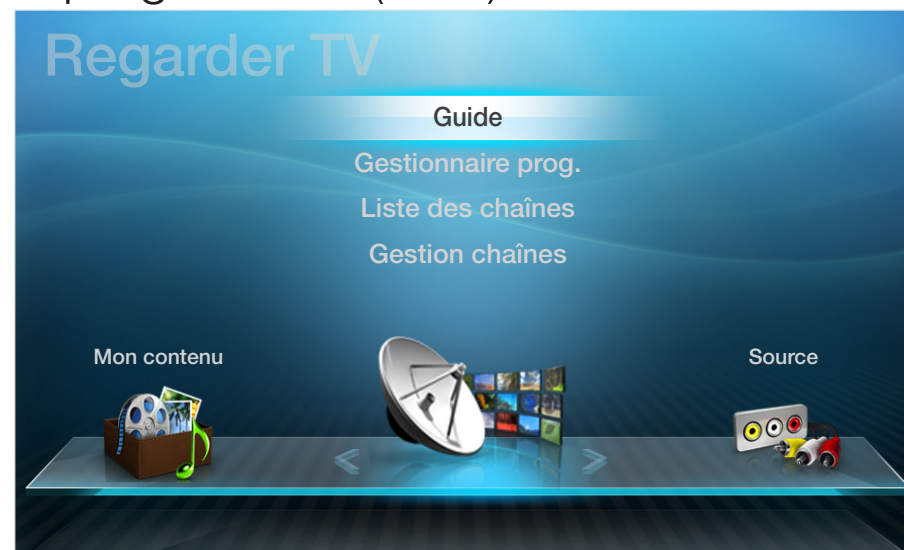 Regarder TV
Guide
Gestionnaire prog.
Liste des chaînes
Gestion chaînes
Mon contenu
Source